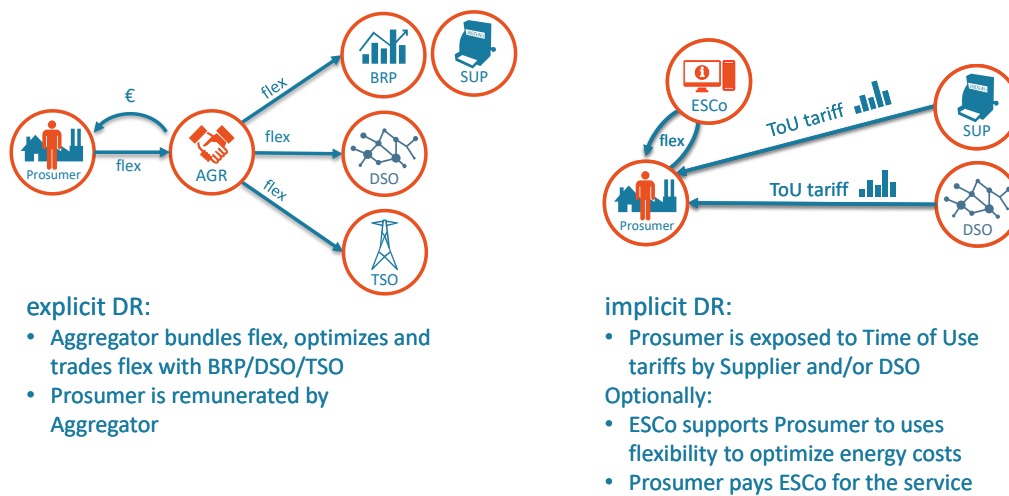 €
flex
Prosumer
AGR
flex
flex
flex
BRP
SUP
DSO
TSO
explicit DR:
• Aggregator bundles flex, optimizes and
trades flex with BRP/DSO/TSO
• Prosumer is remunerated by
Aggregator
ESCo
flex
Prosumer
ToU tariff
SUP
ToU tariff
DSO
implicit DR:
• Prosumer is exposed to Time of Use
tariffs by Supplier and/or DSO
Optionally:
• ESCo supports Prosumer to uses
flexibility to optimize energy costs
• Prosumer pays ESCo for the service